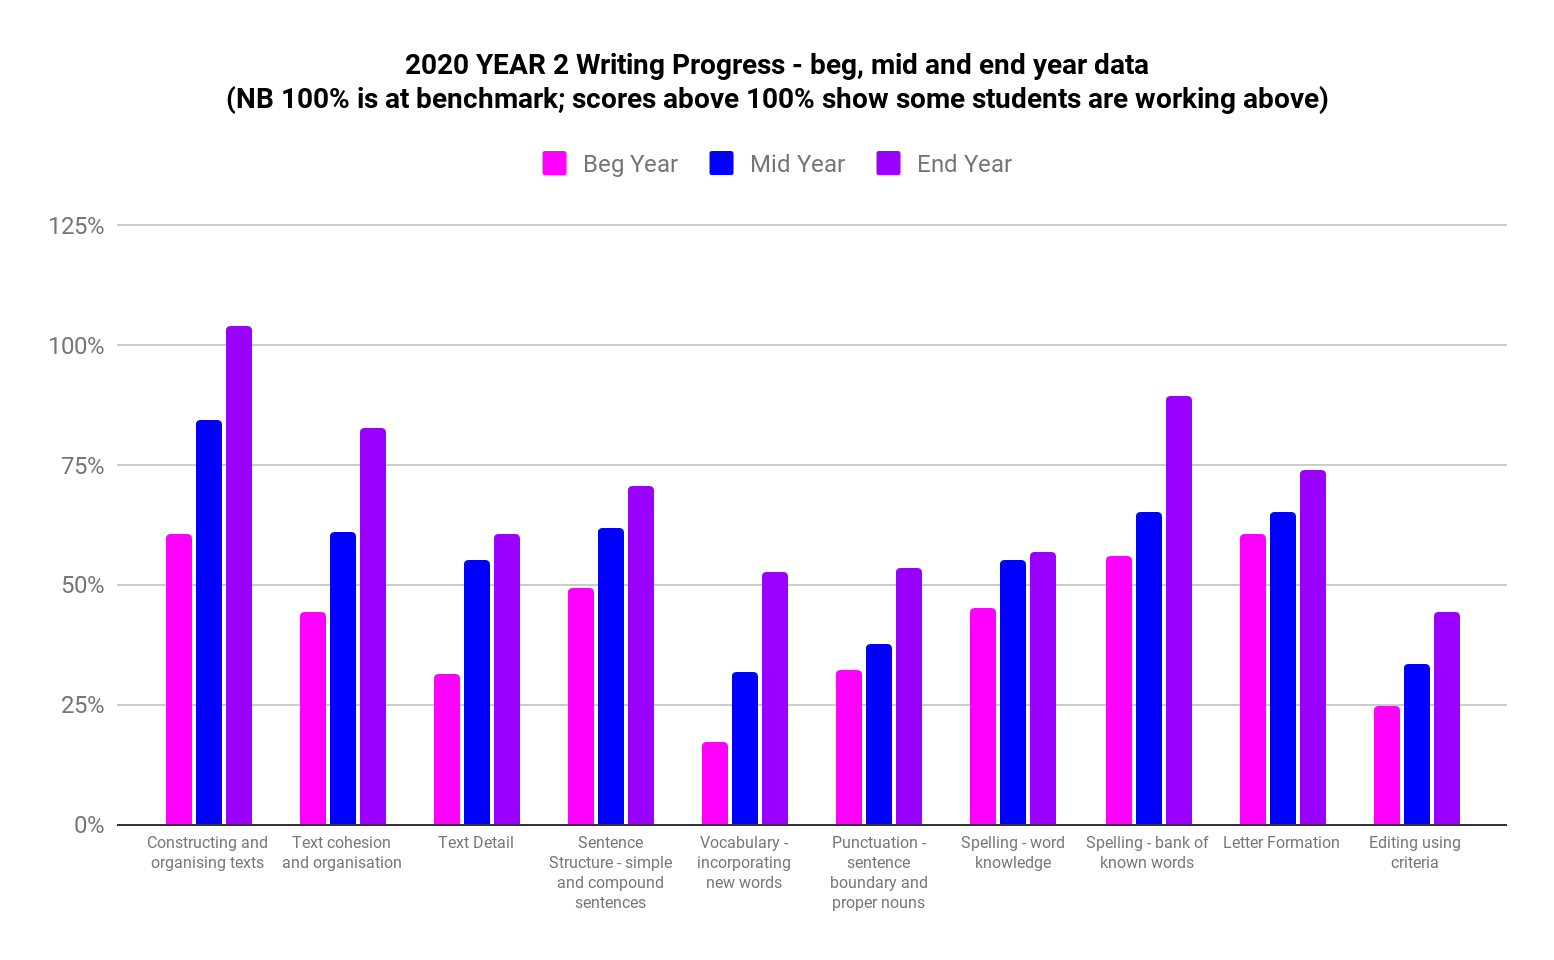 2020 YEAR 2 Writing Progress - beg, mid and end year data
(NB 100% is at benchmark; scores above 100% show some students are working above)
Beg Year
Mid Year
End Year
125%
100%
75%
50%
25%
0%
Constructing and
organising texts
Text cohesion
and organisation
Text Detail
Sentence
Structure - simple
and compound
sentences
Vocabulary -
incorporating
new words
Punctuation -
sentence
boundary and
proper nouns
Spelling - word
knowledge
Spelling - bank of
known words
Letter Formation
Editing using
criteria